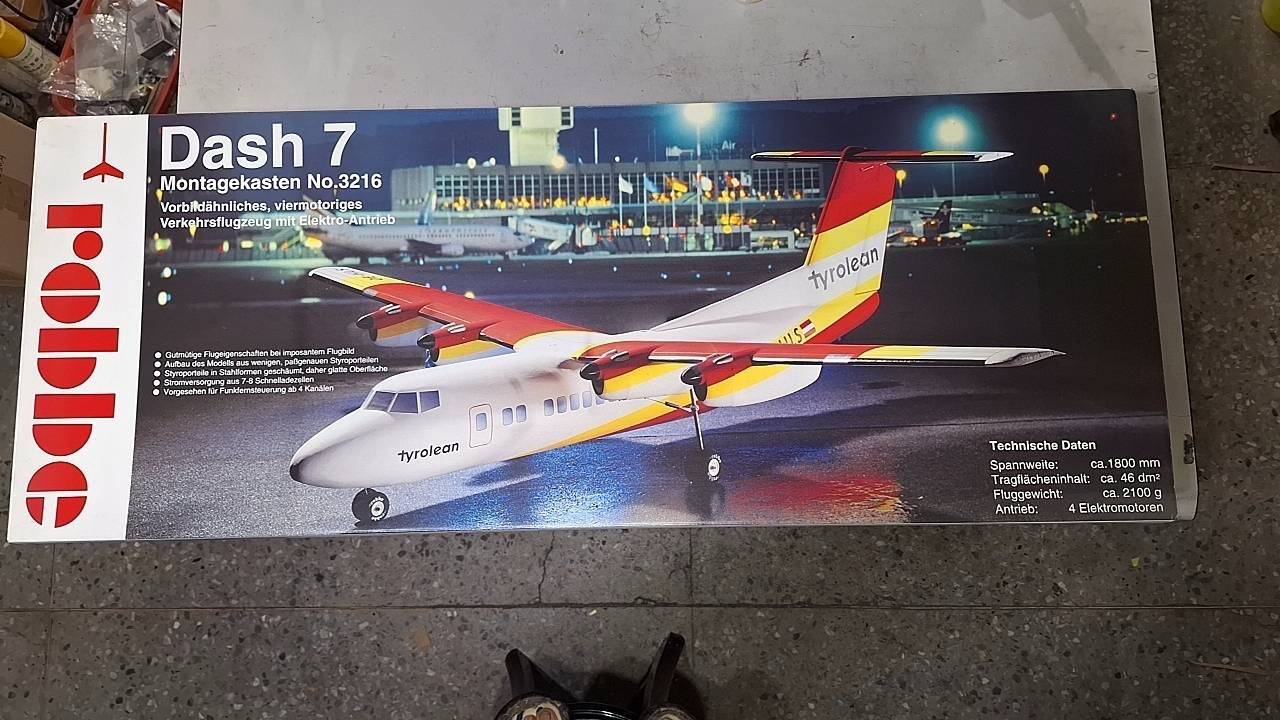 robbe
Dash 7
Montagekasten No.3216
Vorbildähnliches, viermotoriges
Verkehrsflugzeug mit Elektro-Antrieb
Air
tyrolean
Gutmütige Flugeigenschaften bei imposantem Flugbild
Aufbau des Modells aus wenigen, paßgenauen Styroporteilen
Styroporteile in Stahlformen geschäumt, daher glatte Oberfläche
Stromversorgung aus 7-8 Schnelladezellen
Vorgesehen für Funkfernsteuerung ab 4 Kanälen
tyrolean
Technische Daten
Spannweite: ca.1800 mm
Tragflächeninhalt: ca. 46 dm²
Fluggewicht: ca. 2100 g
Antrieb: 4 Elektromotoren